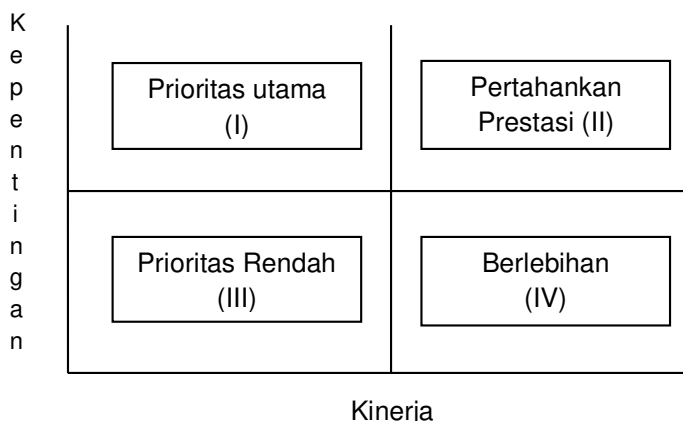 Kepentingan
Prioritas utama
(I)
Pertahankan
Prestasi (II)
Prioritas Rendah
(III)
Berlebihan
(IV)
Kinerja